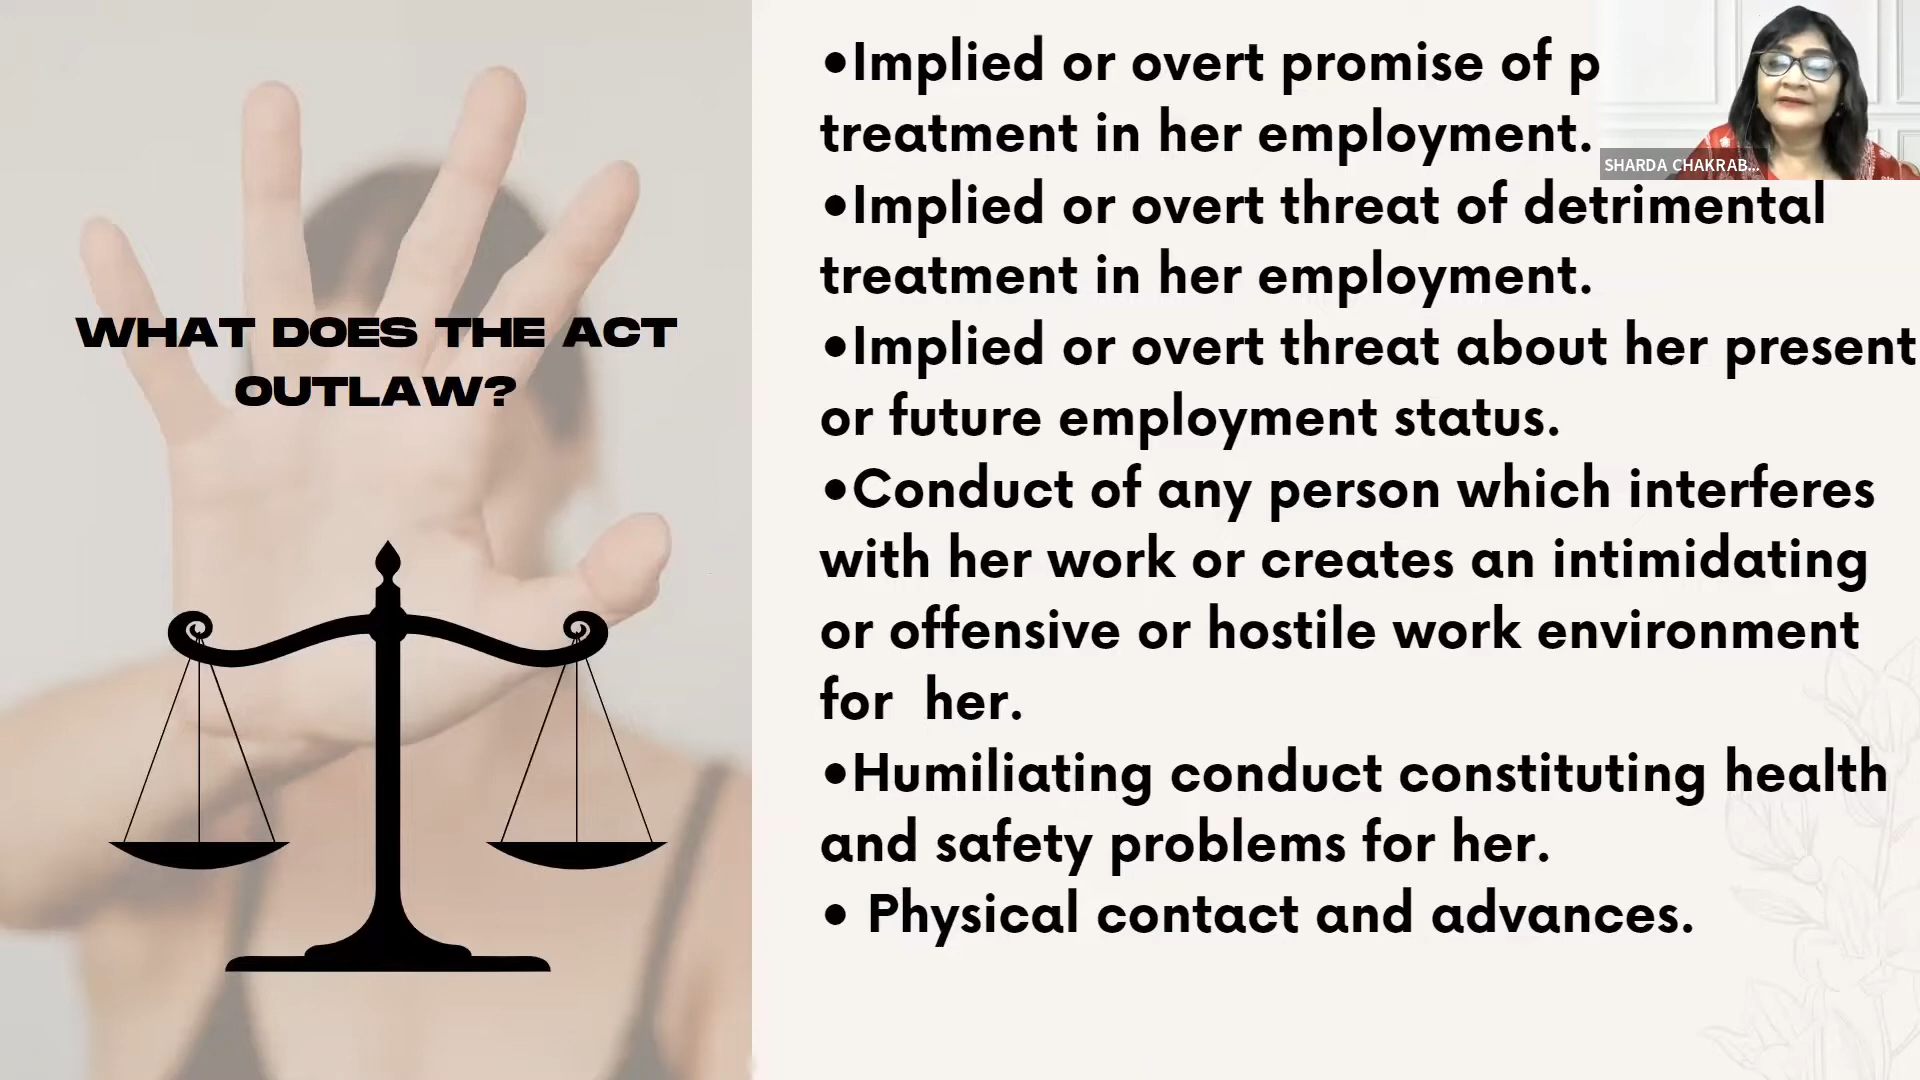 WHAT DOES THE ACT
OUTLAW?
•Implied or overt promise of p
treatment in her employment.
•Implied or overt threat of detrimental
treatment in her employment.
•Implied or overt threat about her present
or future employment status.
•Conduct of any person which interferes
with her work or creates an intimidating
or offensive or hostile work environment
for  her.
•Humiliating conduct constituting health
and safety problems for her.
• Physical contact and advances.
SHARDA CHAKRAB...